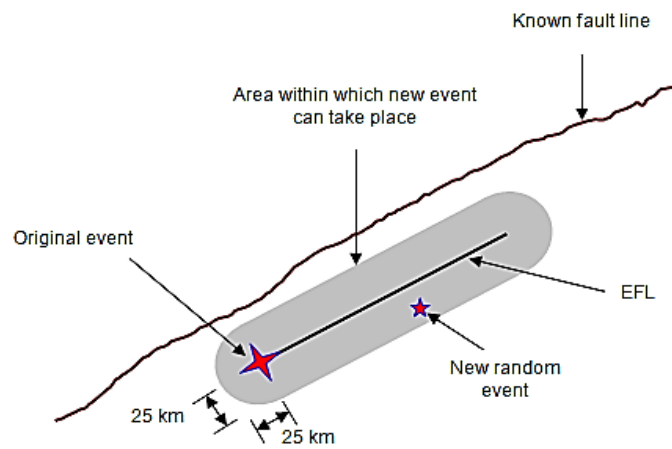 Known fault line
Area within which new event
can take place
Original event
EFL
New random
event
25 km
25 km